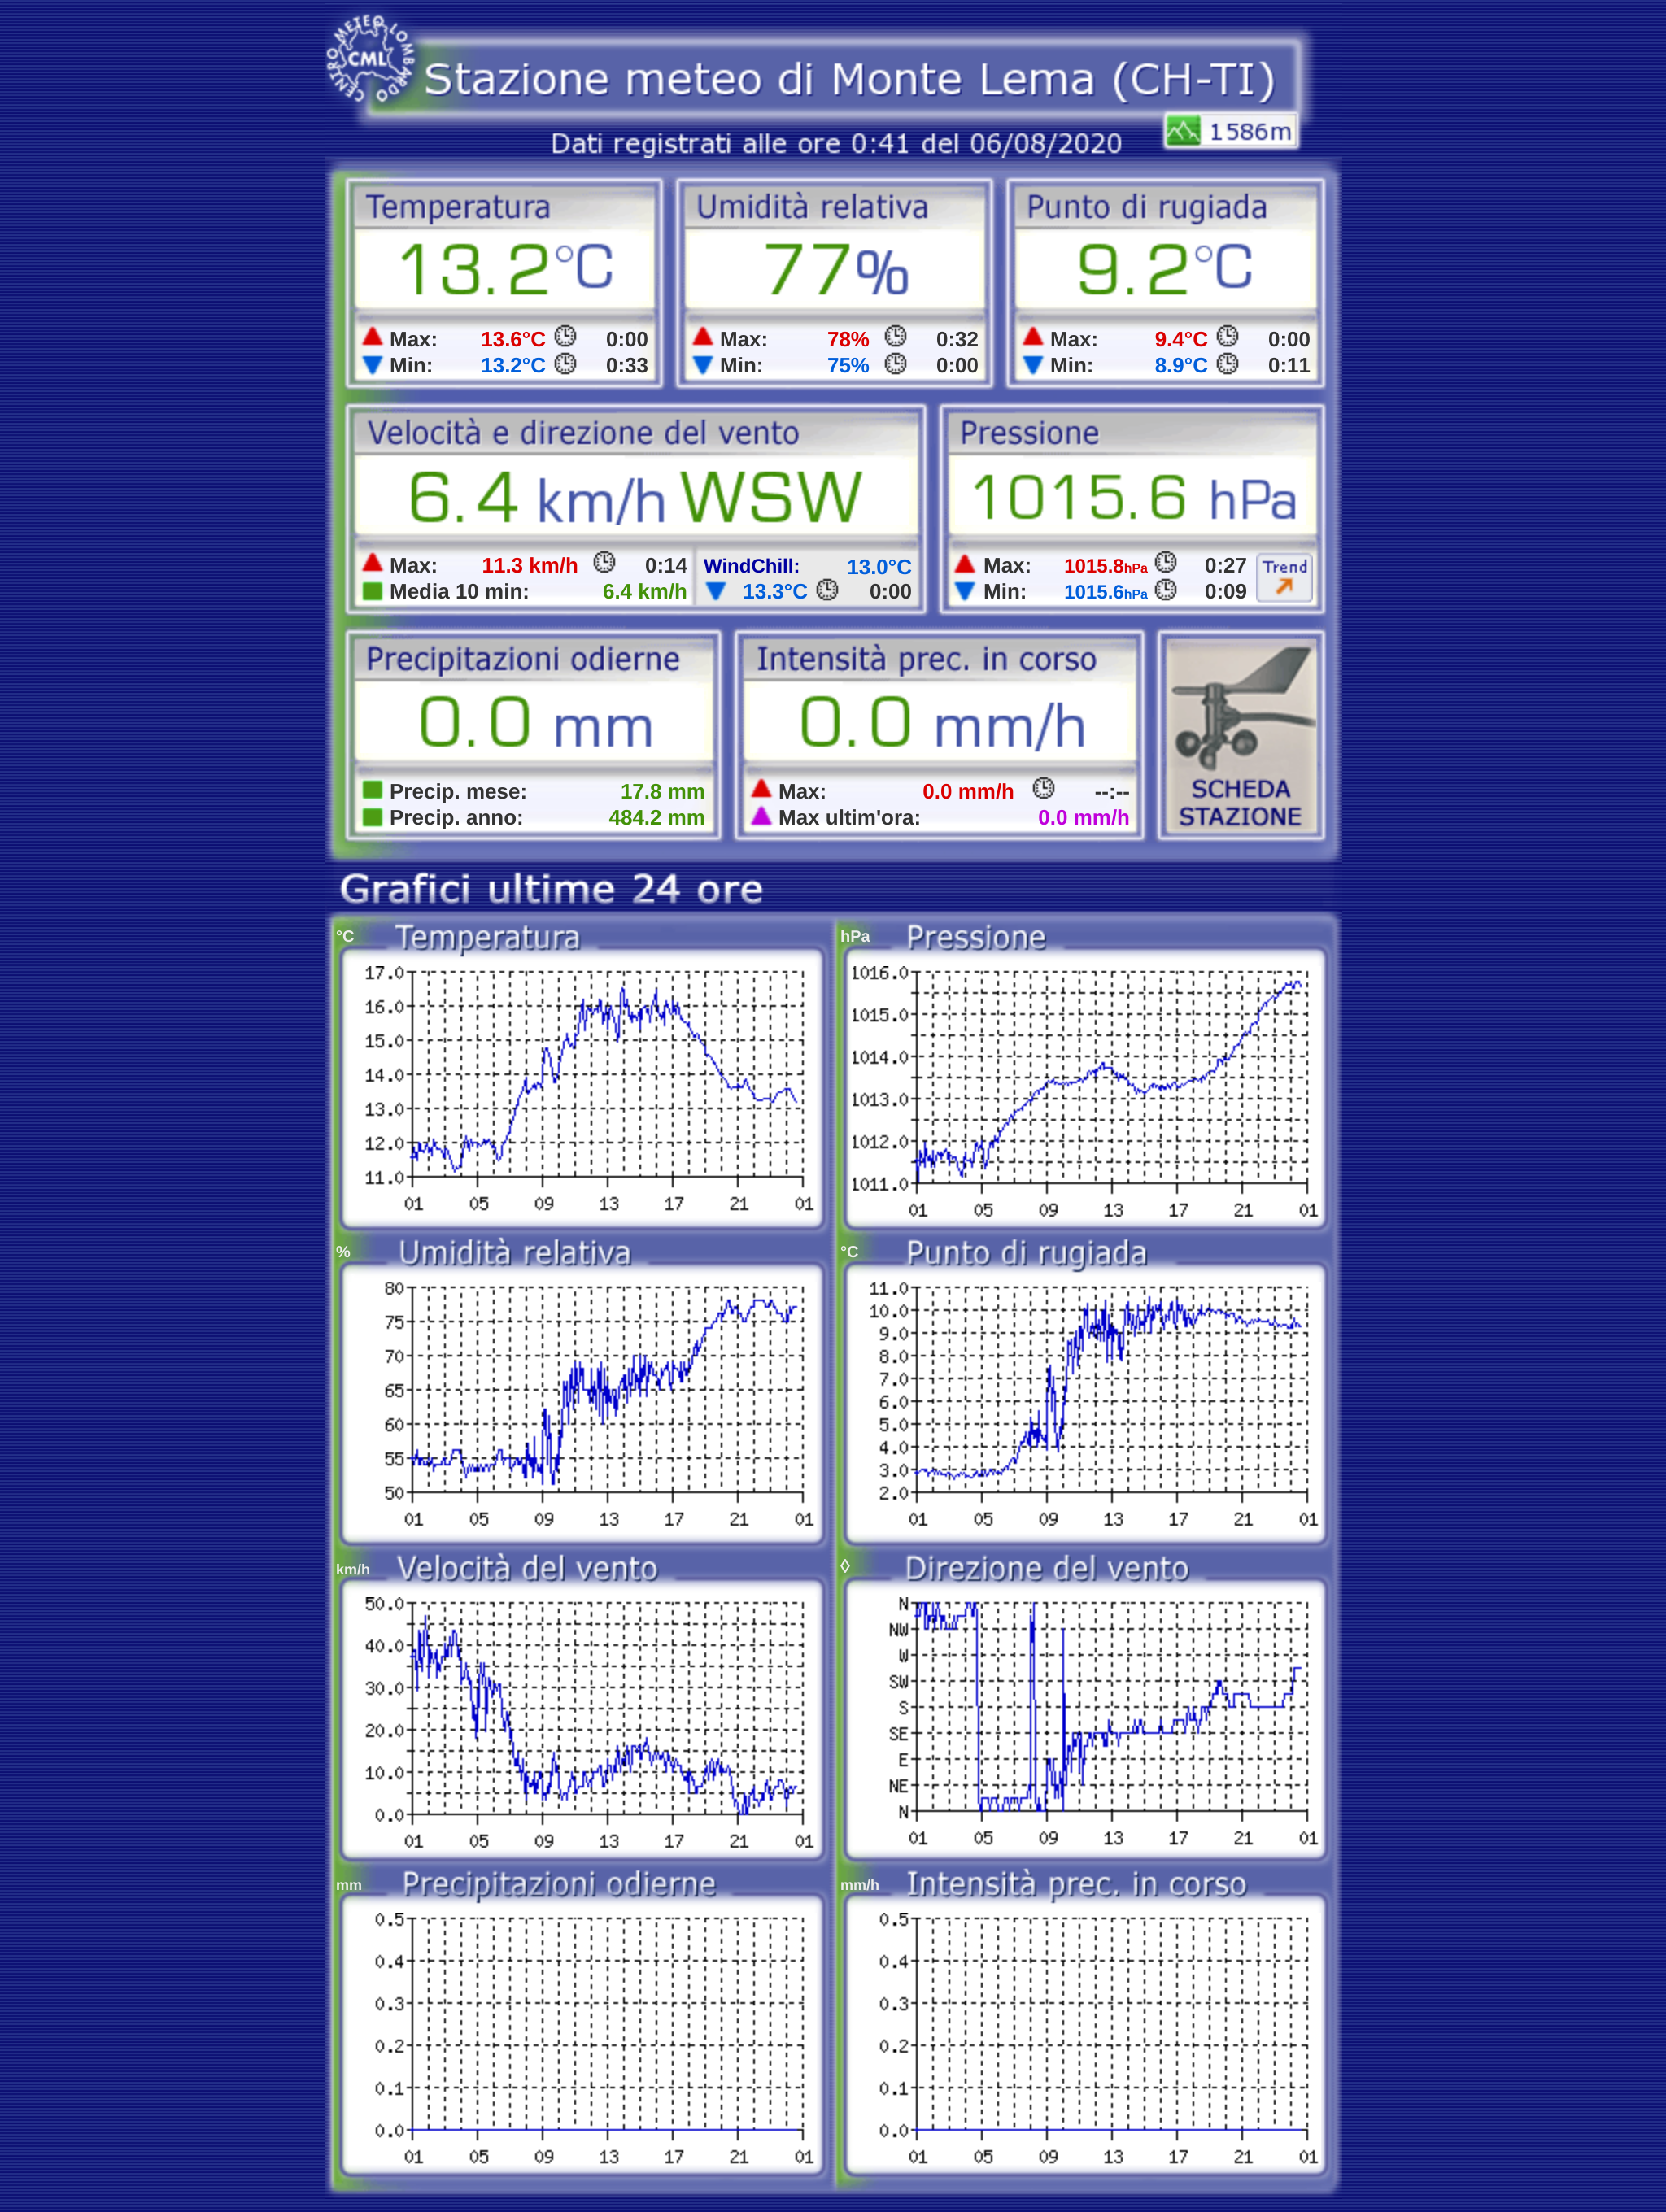 CENTRO METEO LOMBARDO
CML
Stazione meteo di Monte Lema (CH-TI)
1586m
Dati registrati alle ore 0:41 del 06/08/2020
Temperatura
13.2°C
Max: 13.6°C 0:00
Min: 13.2°C 0:33
Umidità relativa
77%
Max: 78% 0:32
Min: 75% 0:00
Punto di rugiada
9.2°C
Max: 9.4°C 0:00
Min: 8.9°C 0:11
Velocità e direzione del vento
6.4 km/h WSW
Max: 11.3 km/h 0:14
Media 10 min: 6.4 km/h
WindChill: 13.0°C
13.3°C 0:00
Pressione
1015.6 hPa
Max: 1015.8hPa 0:27
Min: 1015.6hPa 0:09
Trend
Precipitazioni odierne
0.0 mm
Precip. mese: 17.8 mm
Precip. anno: 484.2 mm
Intensità prec. in corso
0.0 mm/h
Max: 0.0 mm/h --:--
Max ultim'ora: 0.0 mm/h
SCHEDA
STAZIONE
Grafici ultime 24 ore
°C Temperatura
17.0
16.0
15.0
14.0
13.0
12.0
11.0
01 05 09 13 17 21 01
hPa Pressione
1016.0
1015.0
1014.0
1013.0
1012.0
1011.0
01 05 09 13 17 21 01
% Umidità relativa
80
75
70
65
60
55
50
01 05 09 13 17 21 01
°C Punto di rugiada
11.0
10.0
9.0
8.0
7.0
6.0
5.0
4.0
3.0
2.0
01 05 09 13 17 21 01
km/h Velocità del vento
50.0
40.0
30.0
20.0
10.0
0.0
01 05 09 13 17 21 01
◊ Direzione del vento
N
NW
W
SW
S
SE
E
NE
N
01 05 09 13 17 21 01
mm Precipitazioni odierne
0.5
0.4
0.3
0.2
0.1
0.0
01 05 09 13 17 21 01
mm/h Intensità prec. in corso
0.5
0.4
0.3
0.2
0.1
0.0
01 05 09 13 17 21 01